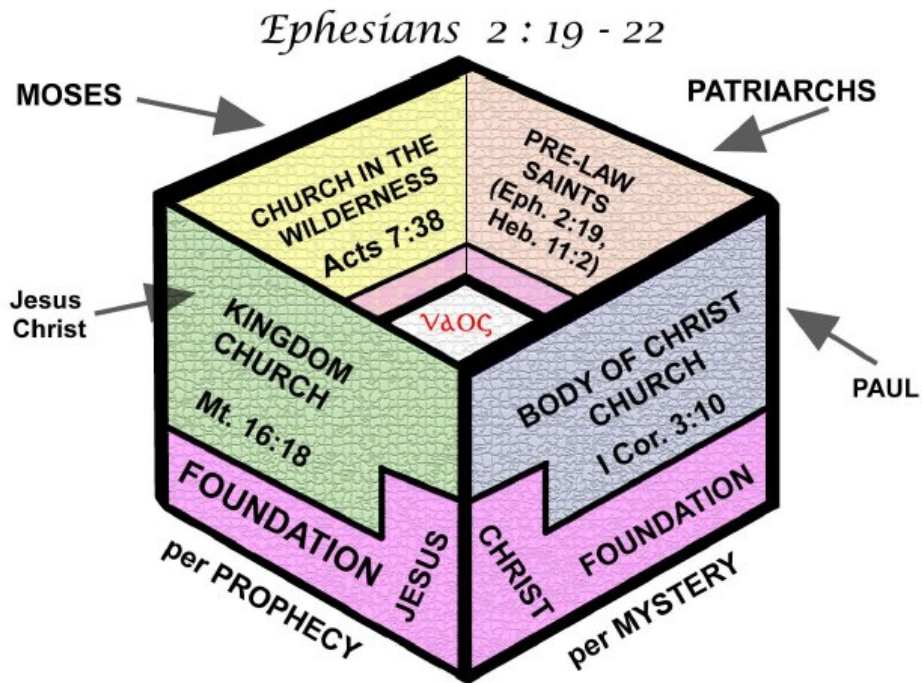 Ephesians 2 : 19 - 22
MOSES
PATRIARCHS
CHURCH IN THE
WILDERNESS
Acts 7:38
PRE-LAW
SAINTS
(Eph. 2:19,
Heb. 11:2)
Jesus
Christ
KINGDOM
CHURCH
Mt. 16:18
ναος
BODY OF CHRIST
CHURCH
I Cor. 3:10
PAUL
FOUNDATION
JESUS
CHRIST
FOUNDATION
per PROPHECY
per MYSTERY